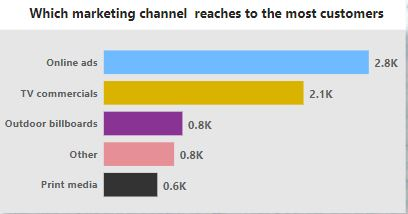 Which marketing channel  reaches to the most customers
Online ads 2.8K
TV commercials 2.1K
Outdoor billboards 0.8K
Other 0.8K
Print media 0.6K